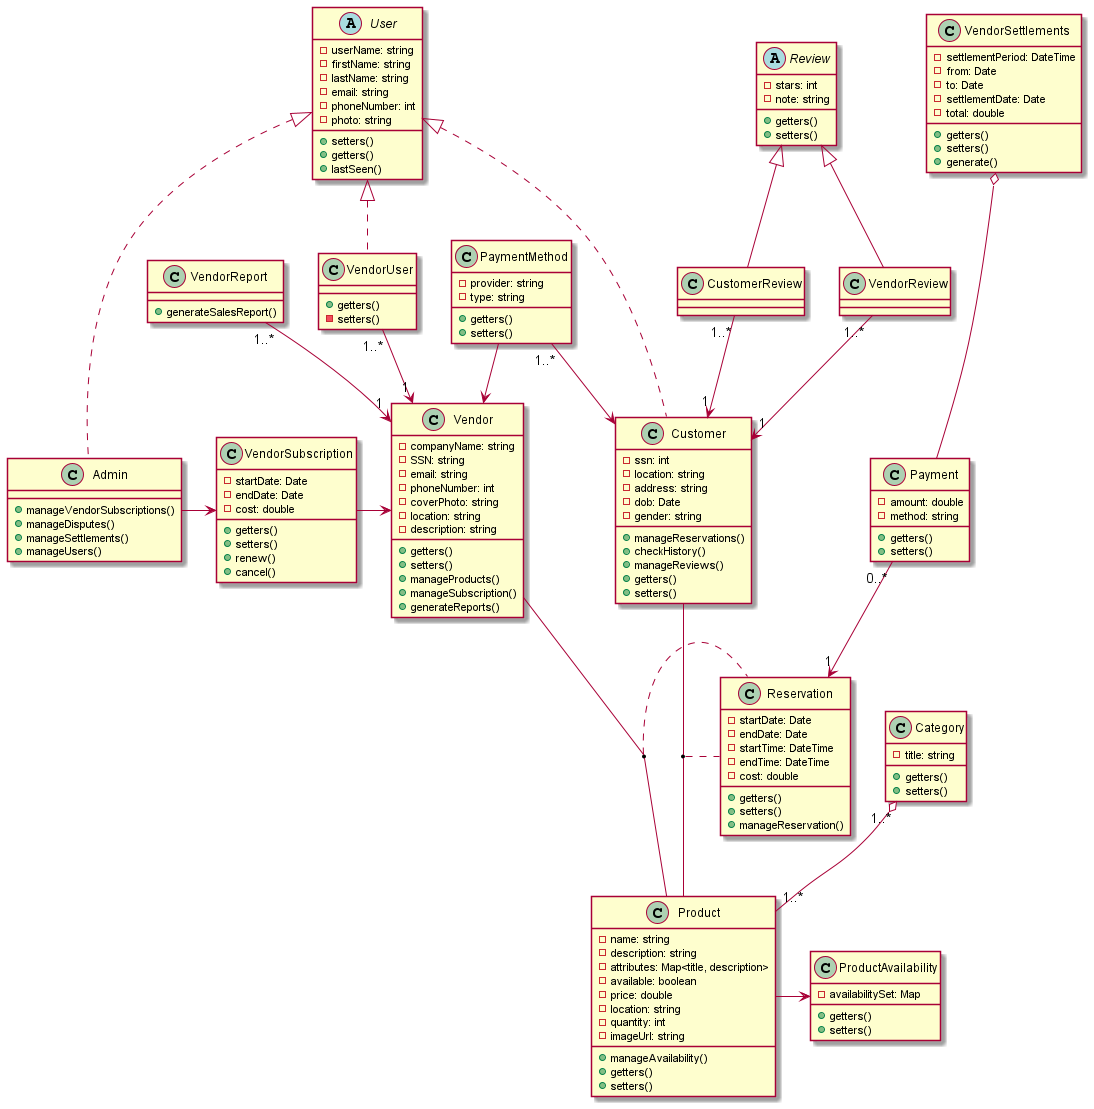 A User
userName: string
firstName: string
lastName: string
email: string
phoneNumber: int
photo: string
setters()
getters()
lastSeen()
A Review
stars: int
note: string
getters()
setters()
C VendorSettlements
settlementPeriod: DateTime
from: Date
to: Date
settlementDate: Date
total: double
getters()
setters()
generate()
C VendorReport
generateSalesReport()
C VendorUser
getters()
setters()
C PaymentMethod
provider: string
type: string
getters()
setters()
C CustomerReview
C VendorReview
1..*
1..*
1..*
1..*
1..*
1
1
1
1
C Admin
manageVendorSubscriptions()
manageDisputes()
manageSettlements()
manageUsers()
C VendorSubscription
startDate: Date
endDate: Date
cost: double
getters()
setters()
renew()
cancel()
C Vendor
companyName: string
SSN: string
email: string
phoneNumber: int
coverPhoto: string
location: string
description: string
getters()
setters()
manageProducts()
manageSubscription()
generateReports()
C Customer
ssn: int
location: string
address: string
dob: Date
gender: string
manageReservations()
checkHistory()
manageReviews()
getters()
setters()
C Payment
amount: double
method: string
getters()
setters()
0..*
1
C Reservation
startDate: Date
endDate: Date
startTime: DateTime
endTime: DateTime
cost: double
getters()
setters()
manageReservation()
C Category
title: string
getters()
setters()
1..*
1..*
C Product
name: string
description: string
attributes: Map<title, description>
available: boolean
price: double
location: string
quantity: int
imageUrl: string
manageAvailability()
getters()
setters()
C ProductAvailability
availabilitySet: Map
getters()
setters()